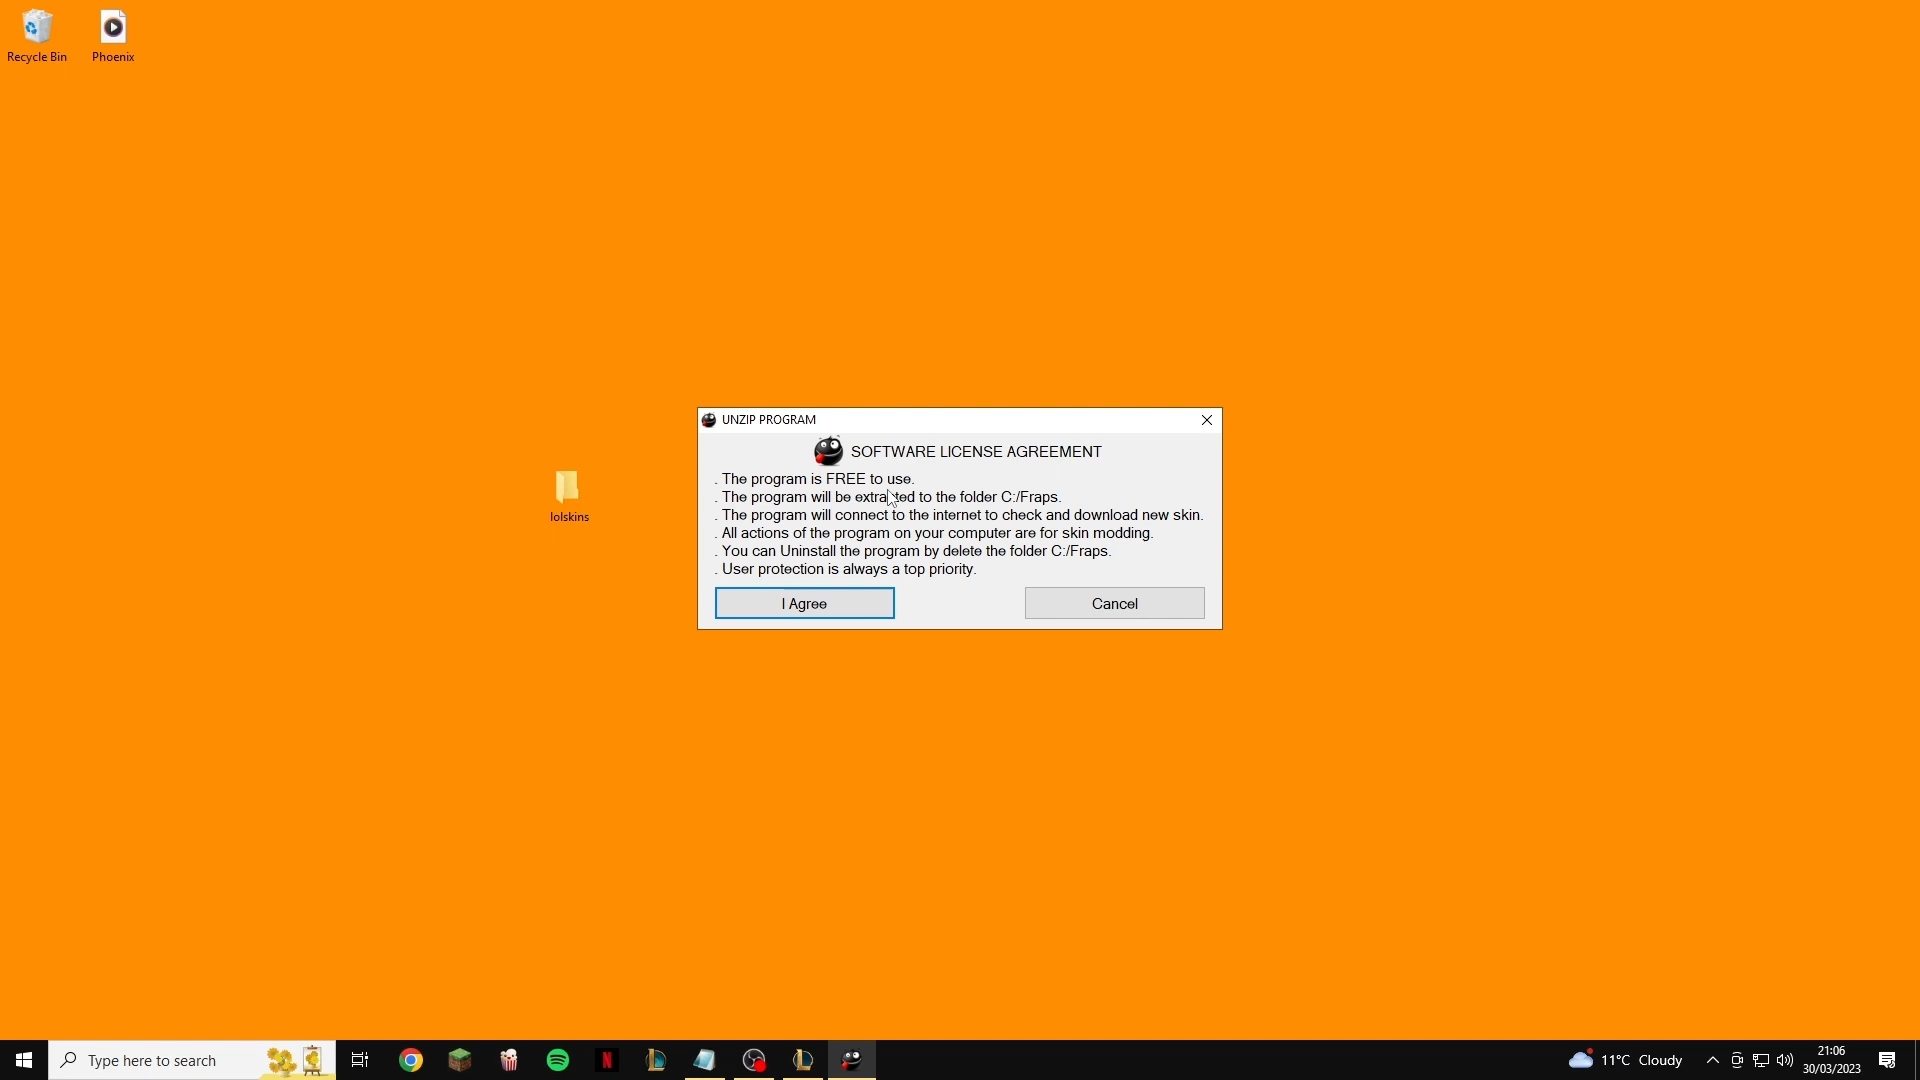 Recycle Bin
Phoenix
lolskins
UNZIP PROGRAM
SOFTWARE LICENSE AGREEMENT
. The program is FREE to use.
. The program will be extracted to the folder C:/Fraps.
. The program will connect to the internet to check and download new skin.
. All actions of the program on your computer are for skin modding.
. You can Uninstall the program by delete the folder C:/Fraps.
. User protection is always a top priority.
I Agree
Cancel
Type here to search
N
11°C Cloudy
21:06
30/03/2023